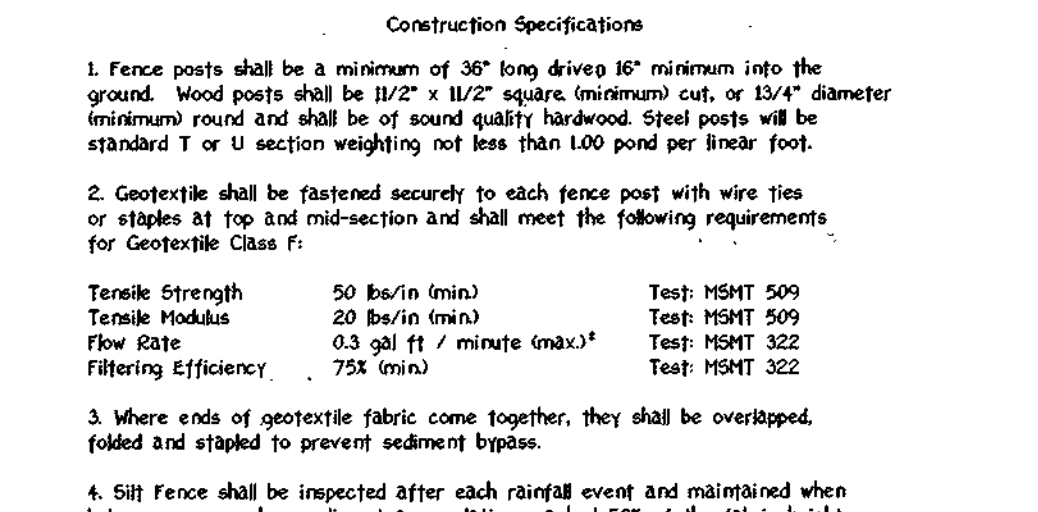 Construction Specifications
1. Fence posts shall be a minimum of 36" long driven 16" minimum into the
ground. Wood posts shall be 11/2" x 11/2" square (minimum) cut, or 13/4" diameter
(minimum) round and shall be of sound quality hardwood. Steel posts will be
standard T or U section weighting not less than 1.00 pond per linear foot.
2. Geotextile shall be fastened securely to each fence post with wire ties
or staples at top and mid-section and shall meet the following requirements
for Geotextile Class F:
Tensile Strength 50 lbs/in (min.) Test: MSMT 509
Tensile Modulus 20 lbs/in (min.) Test: MSMT 509
Flow Rate 0.3 gal ft / minute (max.)* Test: MSMT 322
Filtering Efficiency 75% (min.) Test: MSMT 322
3. Where ends of geotextile fabric come together, they shall be overlapped,
folded and stapled to prevent sediment bypass.
4. Silt Fence shall be inspected after each rainfall event and maintained when